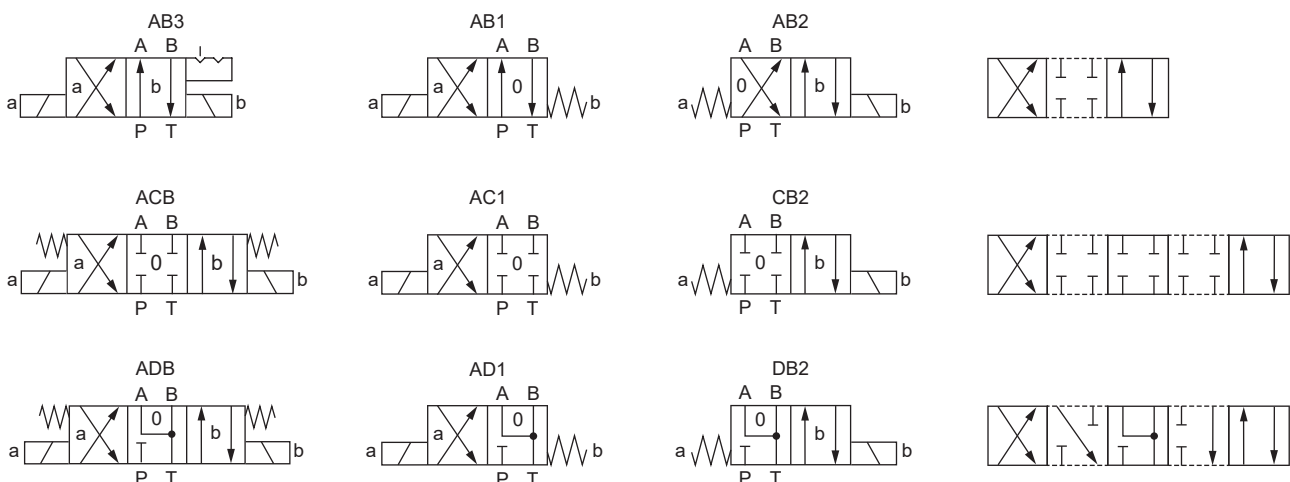 AB3 AB1 AB2
A B A B A B
a a b b a 0 b a 0 b b
P T P T P T
ACB AC1 CB2
A B A B A B
a a 0 b b a a 0 b a 0 b b
P T P T P T
ADB AD1 DB2
A B A B A B
a a 0 b b a a 0 b a 0 b b
P T P T P T